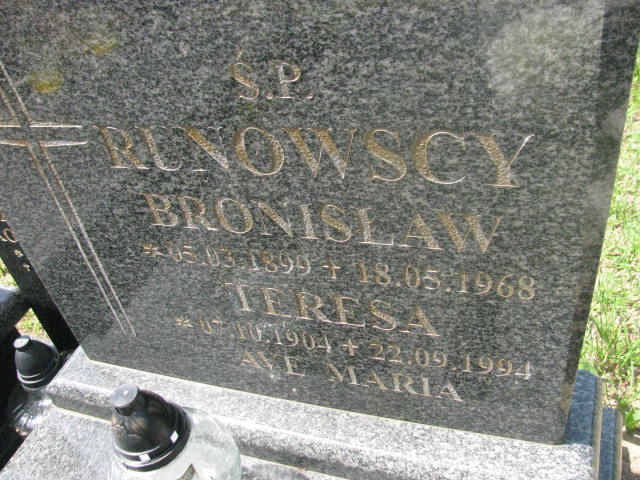 Ś.P.
RUNOWSCY
BRONISŁAW
*05.03.1899 + 18.05.1968
TERESA
*07.10.1904 + 22.09.1994
AVE MARIA